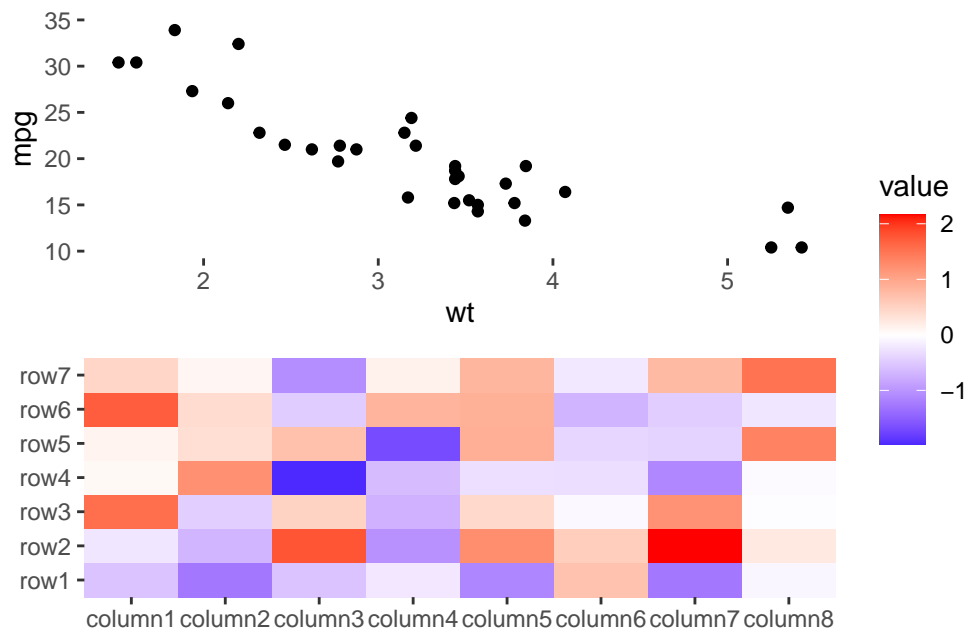 35
30
25
20
15
10
mpg
2 3 4 5
wt
value
2
1
0
−1
row7
row6
row5
row4
row3
row2
row1
column1 column2 column3 column4 column5 column6 column7 column8